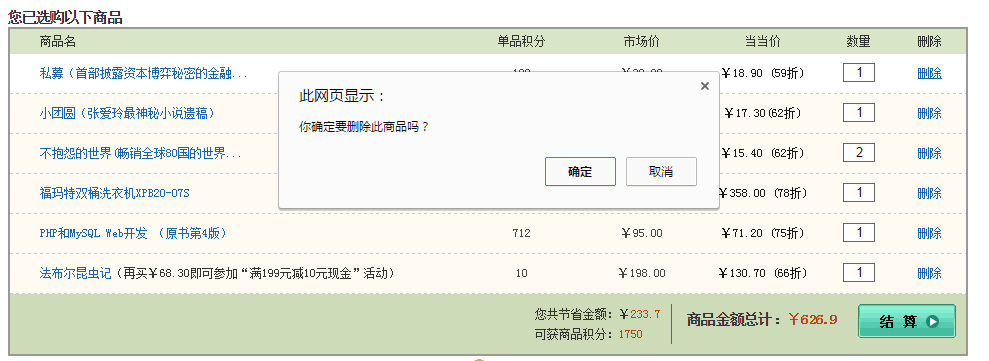 您已选购以下商品
商品名 单品积分 市场价 当当价 数量 删除
私募（首部披露资本博弈秘密的金融... ￥18.90 (59折) 1 删除
小团圆（张爱玲最神秘小说遗稿） ￥17.30(62折) 1 删除
不抱怨的世界(畅销全球80国的世界... ￥15.40 (62折) 2 删除
福玛特双桶洗衣机XPB20-07S ￥358.00 (78折) 1 删除
PHP和MySQL Web开发 （原书第4版） 712 ￥95.00 ￥71.20 (75折) 1 删除
法布尔昆虫记（再买￥68.30即可参加“满199元减10元现金”活动） 10 ￥198.00 ￥130.70 (66折) 1 删除
此网页显示：
×
你确定要删除此商品吗？
确定 取消
您共节省金额：￥233.7
可获商品积分：1750
商品金额总计：￥626.9
结 算